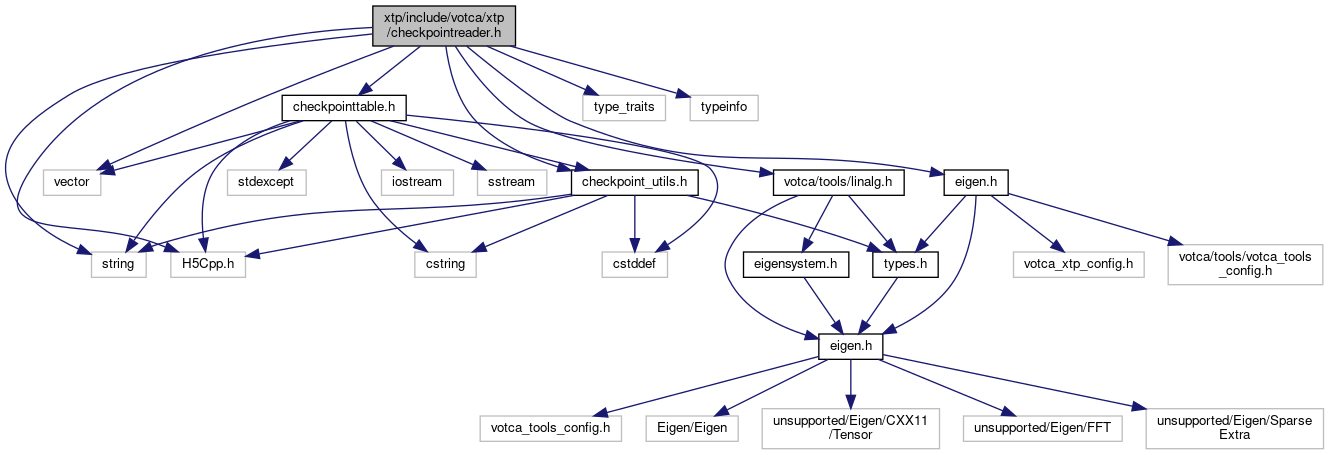 xtp/include/votca/xtp
/checkpointreader.h
checkpointtable.h
type_traits
typeinfo
vector
stdexcept
iostream
sstream
checkpoint_utils.h
votca/tools/linalg.h
eigen.h
string
H5Cpp.h
cstring
cstddef
eigensystem.h
types.h
votca_xtp_config.h
votca/tools/votca_tools
_config.h
eigen.h
votca_tools_config.h
Eigen/Eigen
unsupported/Eigen/CXX11
/Tensor
unsupported/Eigen/FFT
unsupported/Eigen/Sparse
Extra